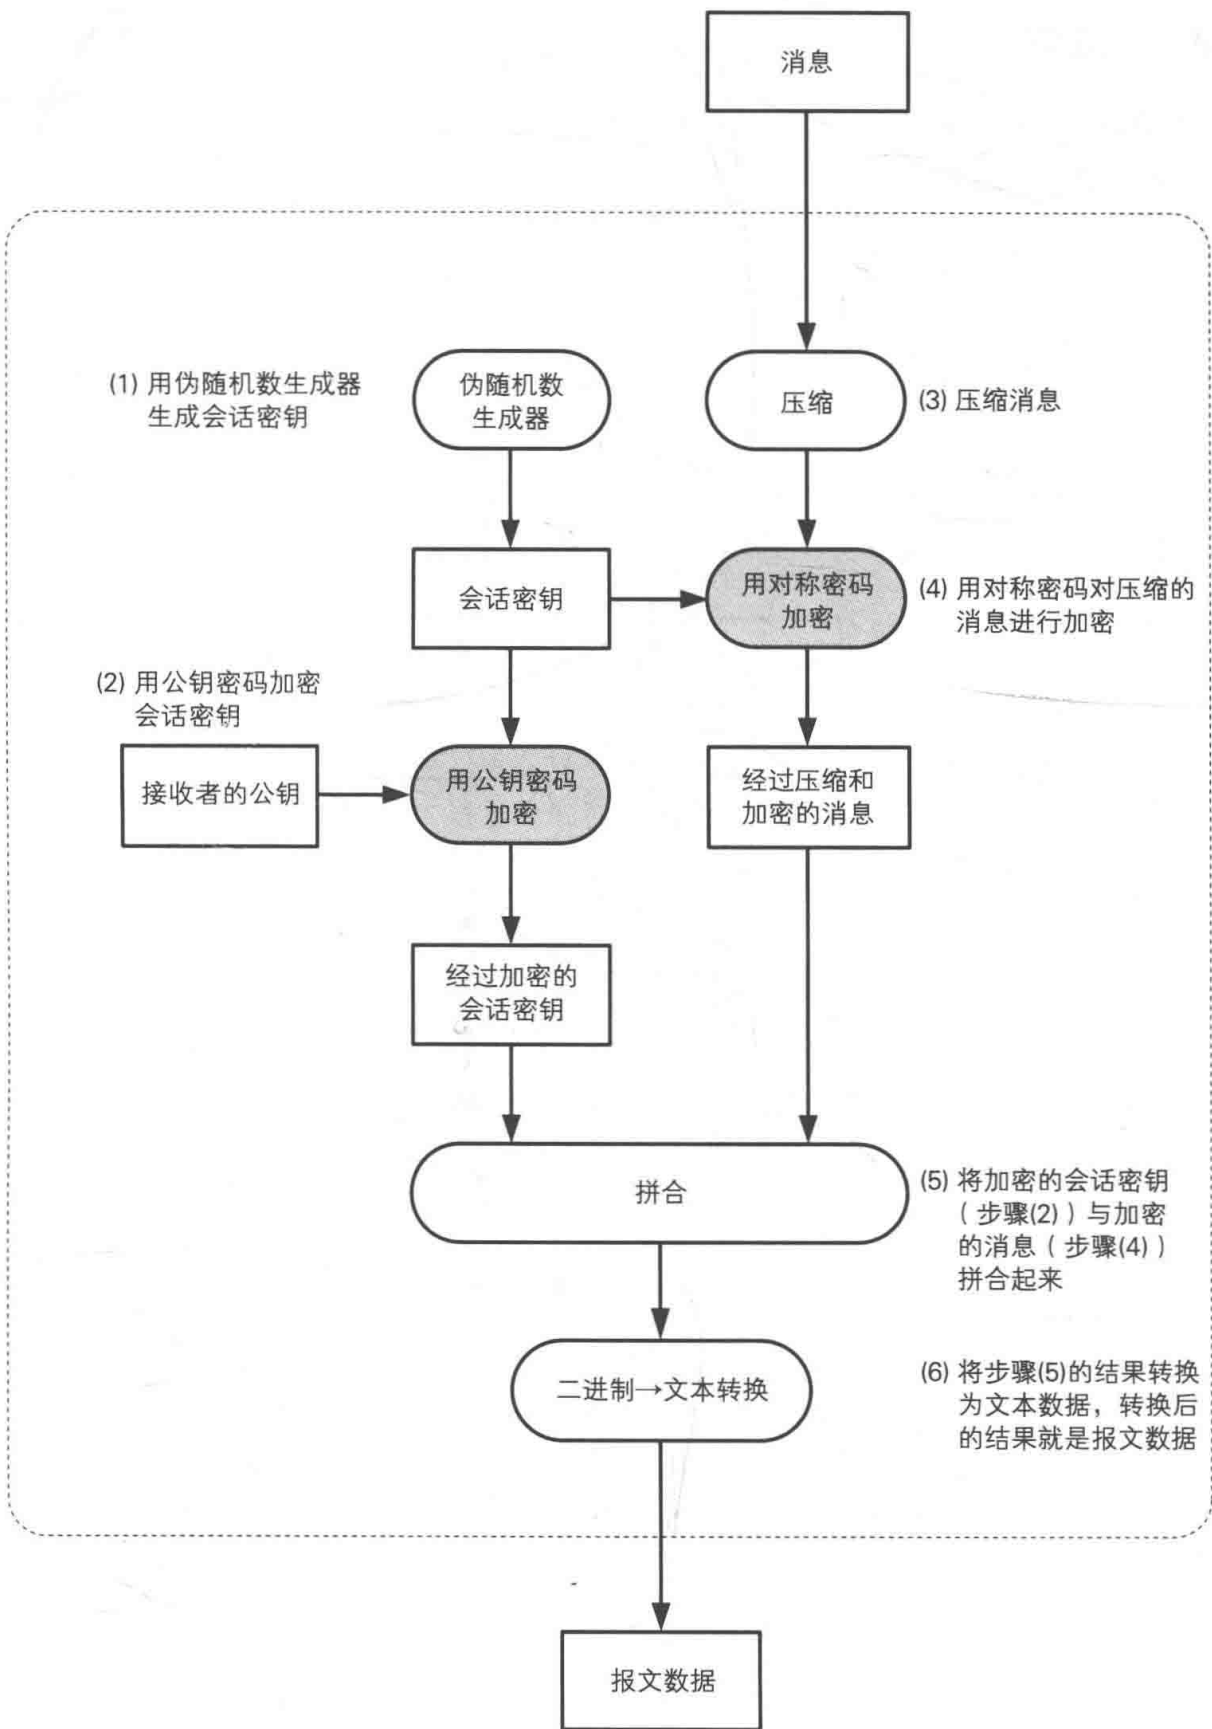 消息
(1) 用伪随机数生成器
生成会话密钥
伪随机数
生成器
压缩
(3) 压缩消息
会话密钥
用对称密码
加密
(4) 用对称密码对压缩的
消息进行加密
(2) 用公钥密码加密
会话密钥
接收者的公钥
用公钥密码
加密
经过压缩和
加密的消息
经过加密的
会话密钥
拼合
(5) 将加密的会话密钥
（步骤(2)）与加密
的消息（步骤(4)）
拼合起来
二进制→文本转换
(6) 将步骤(5)的结果转换
为文本数据，转换后
的结果就是报文数据
报文数据